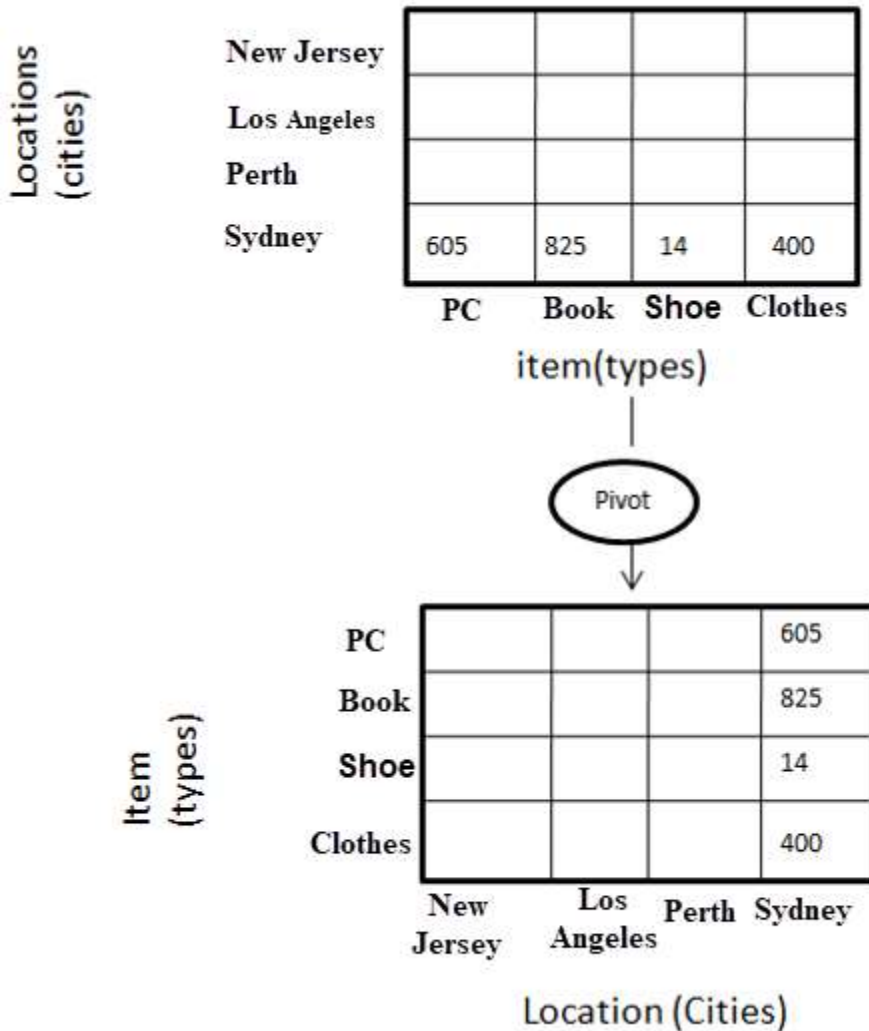 Locations
(cities)
New Jersey
Los Angeles
Perth
Sydney
605 825 14 400
PC Book Shoe Clothes
item(types)
Pivot
Item
(types)
PC 605
Book 825
Shoe 14
Clothes 400
New Jersey Los Angeles Perth Sydney
Location (Cities)